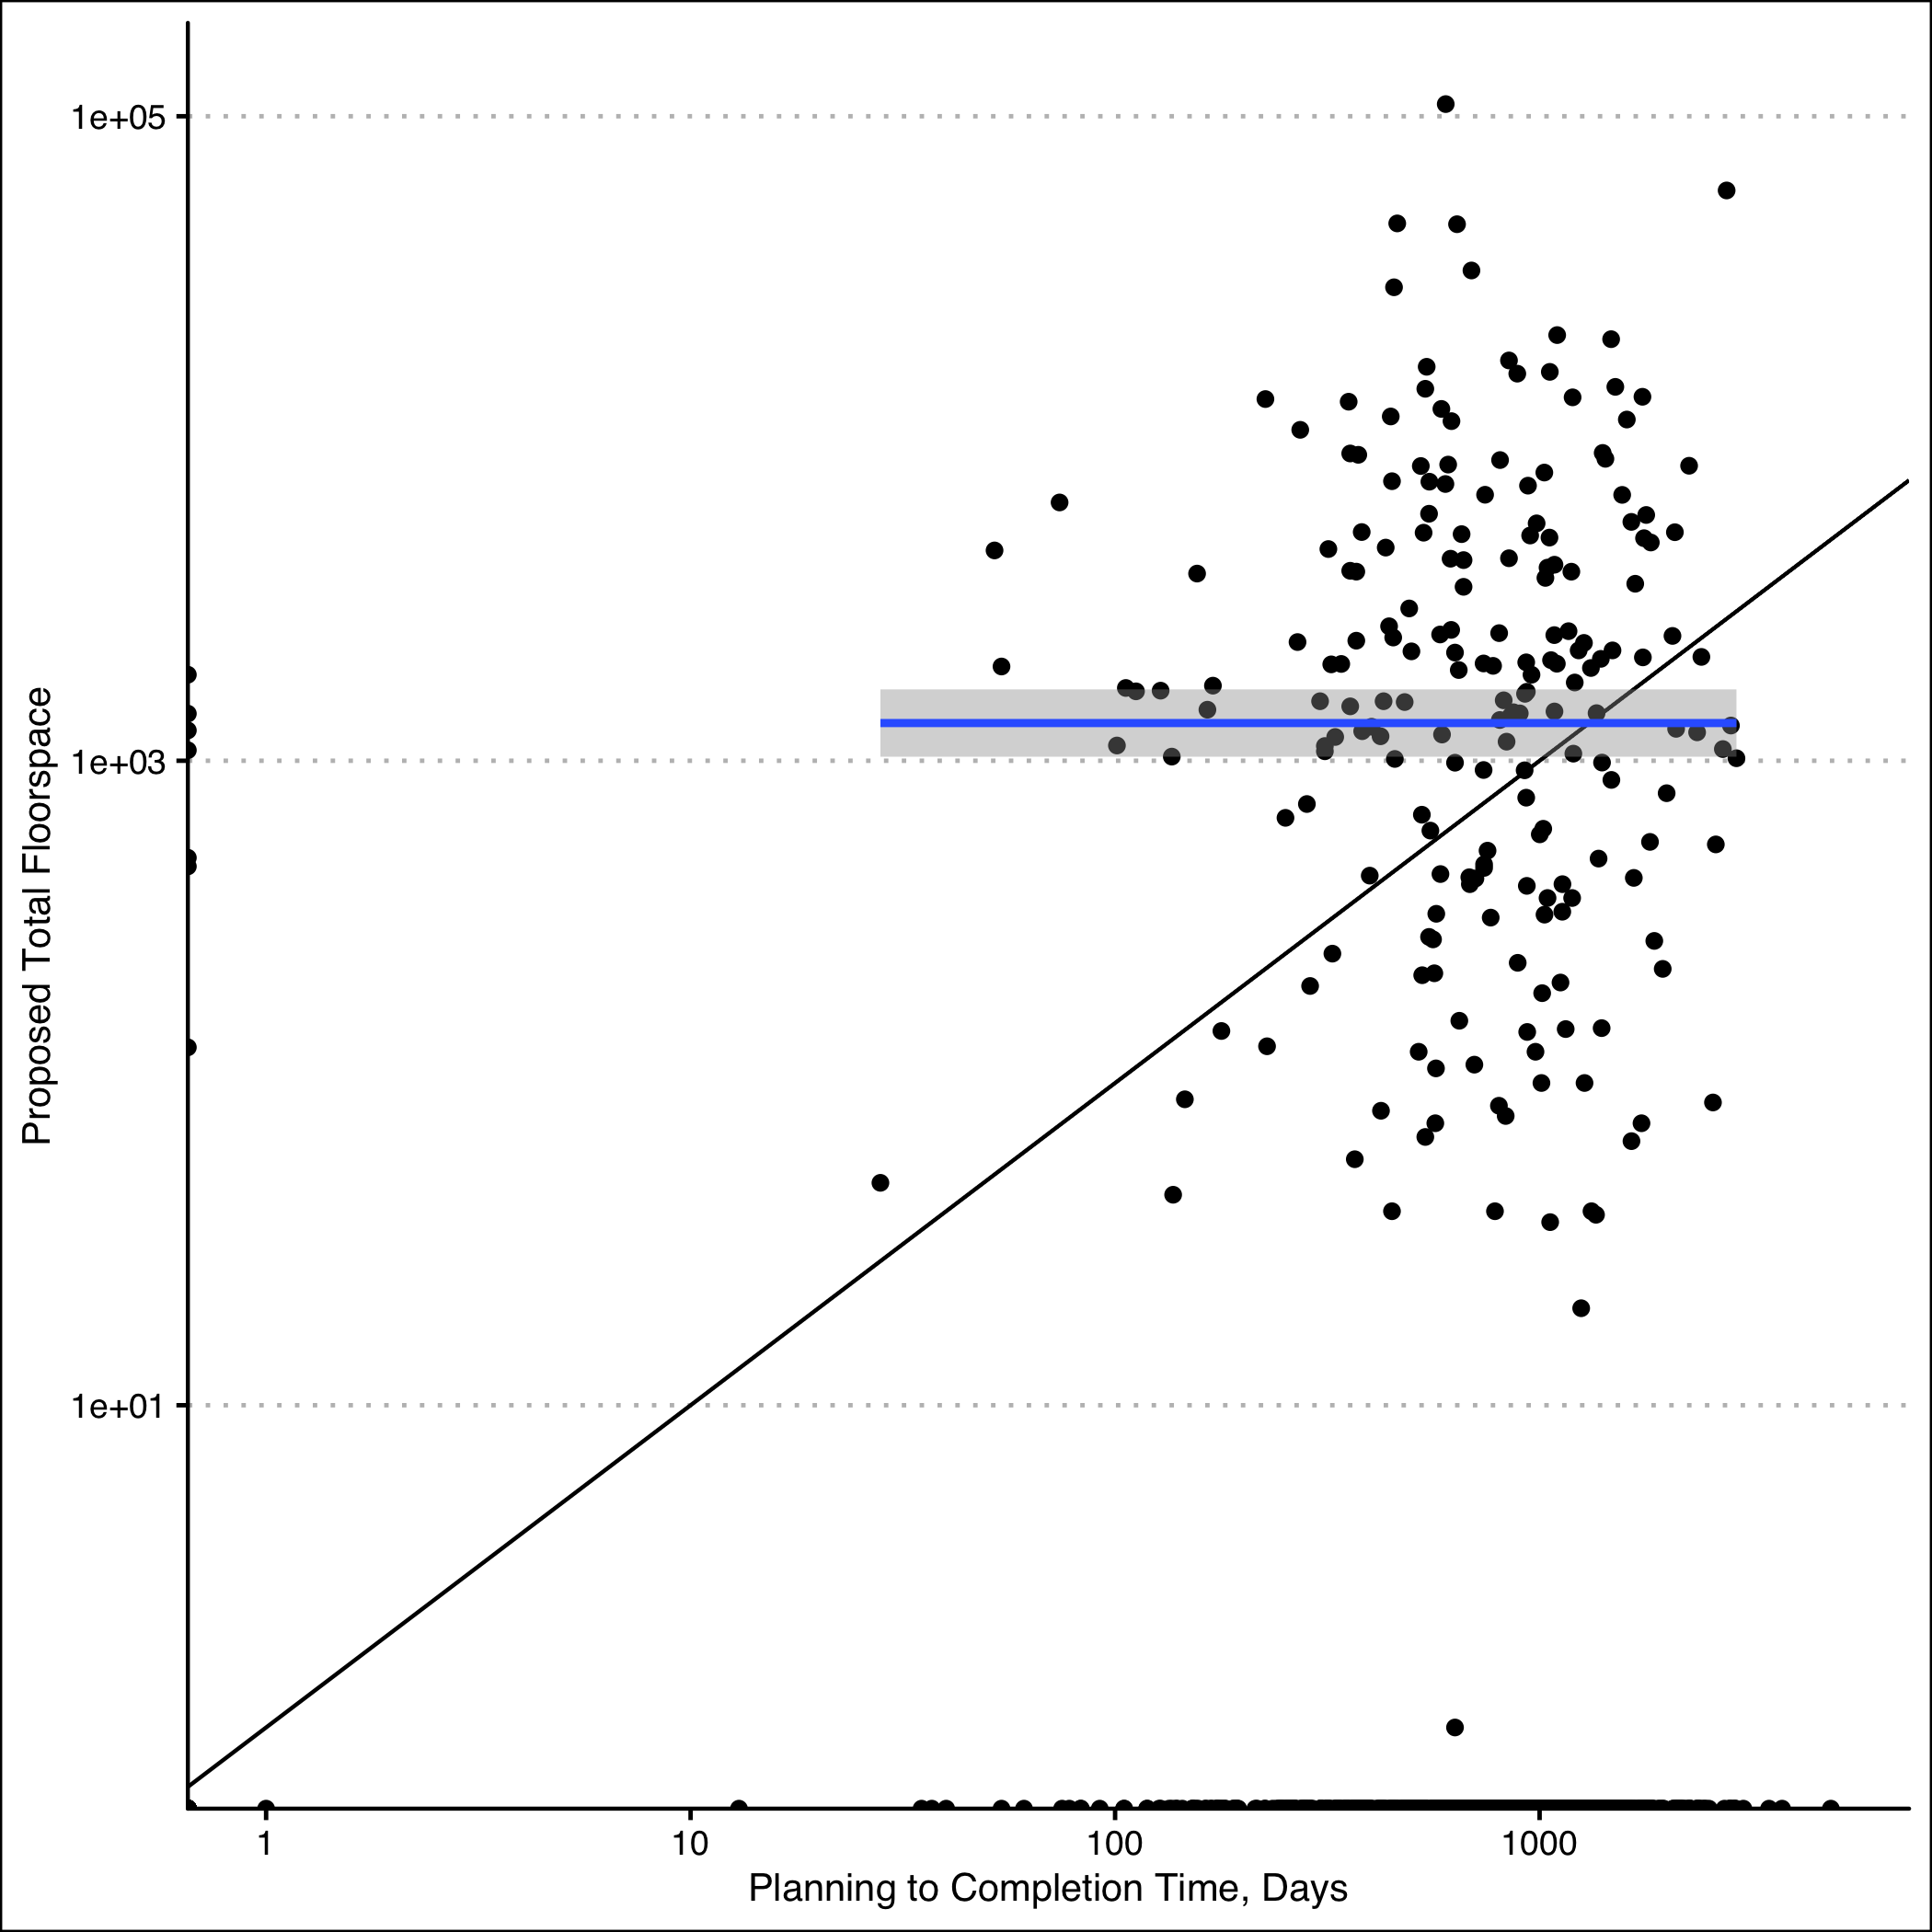 1e+05
1e+03
1e+01
Proposed Total Floorspace
1 10 100 1000
Planning to Completion Time, Days